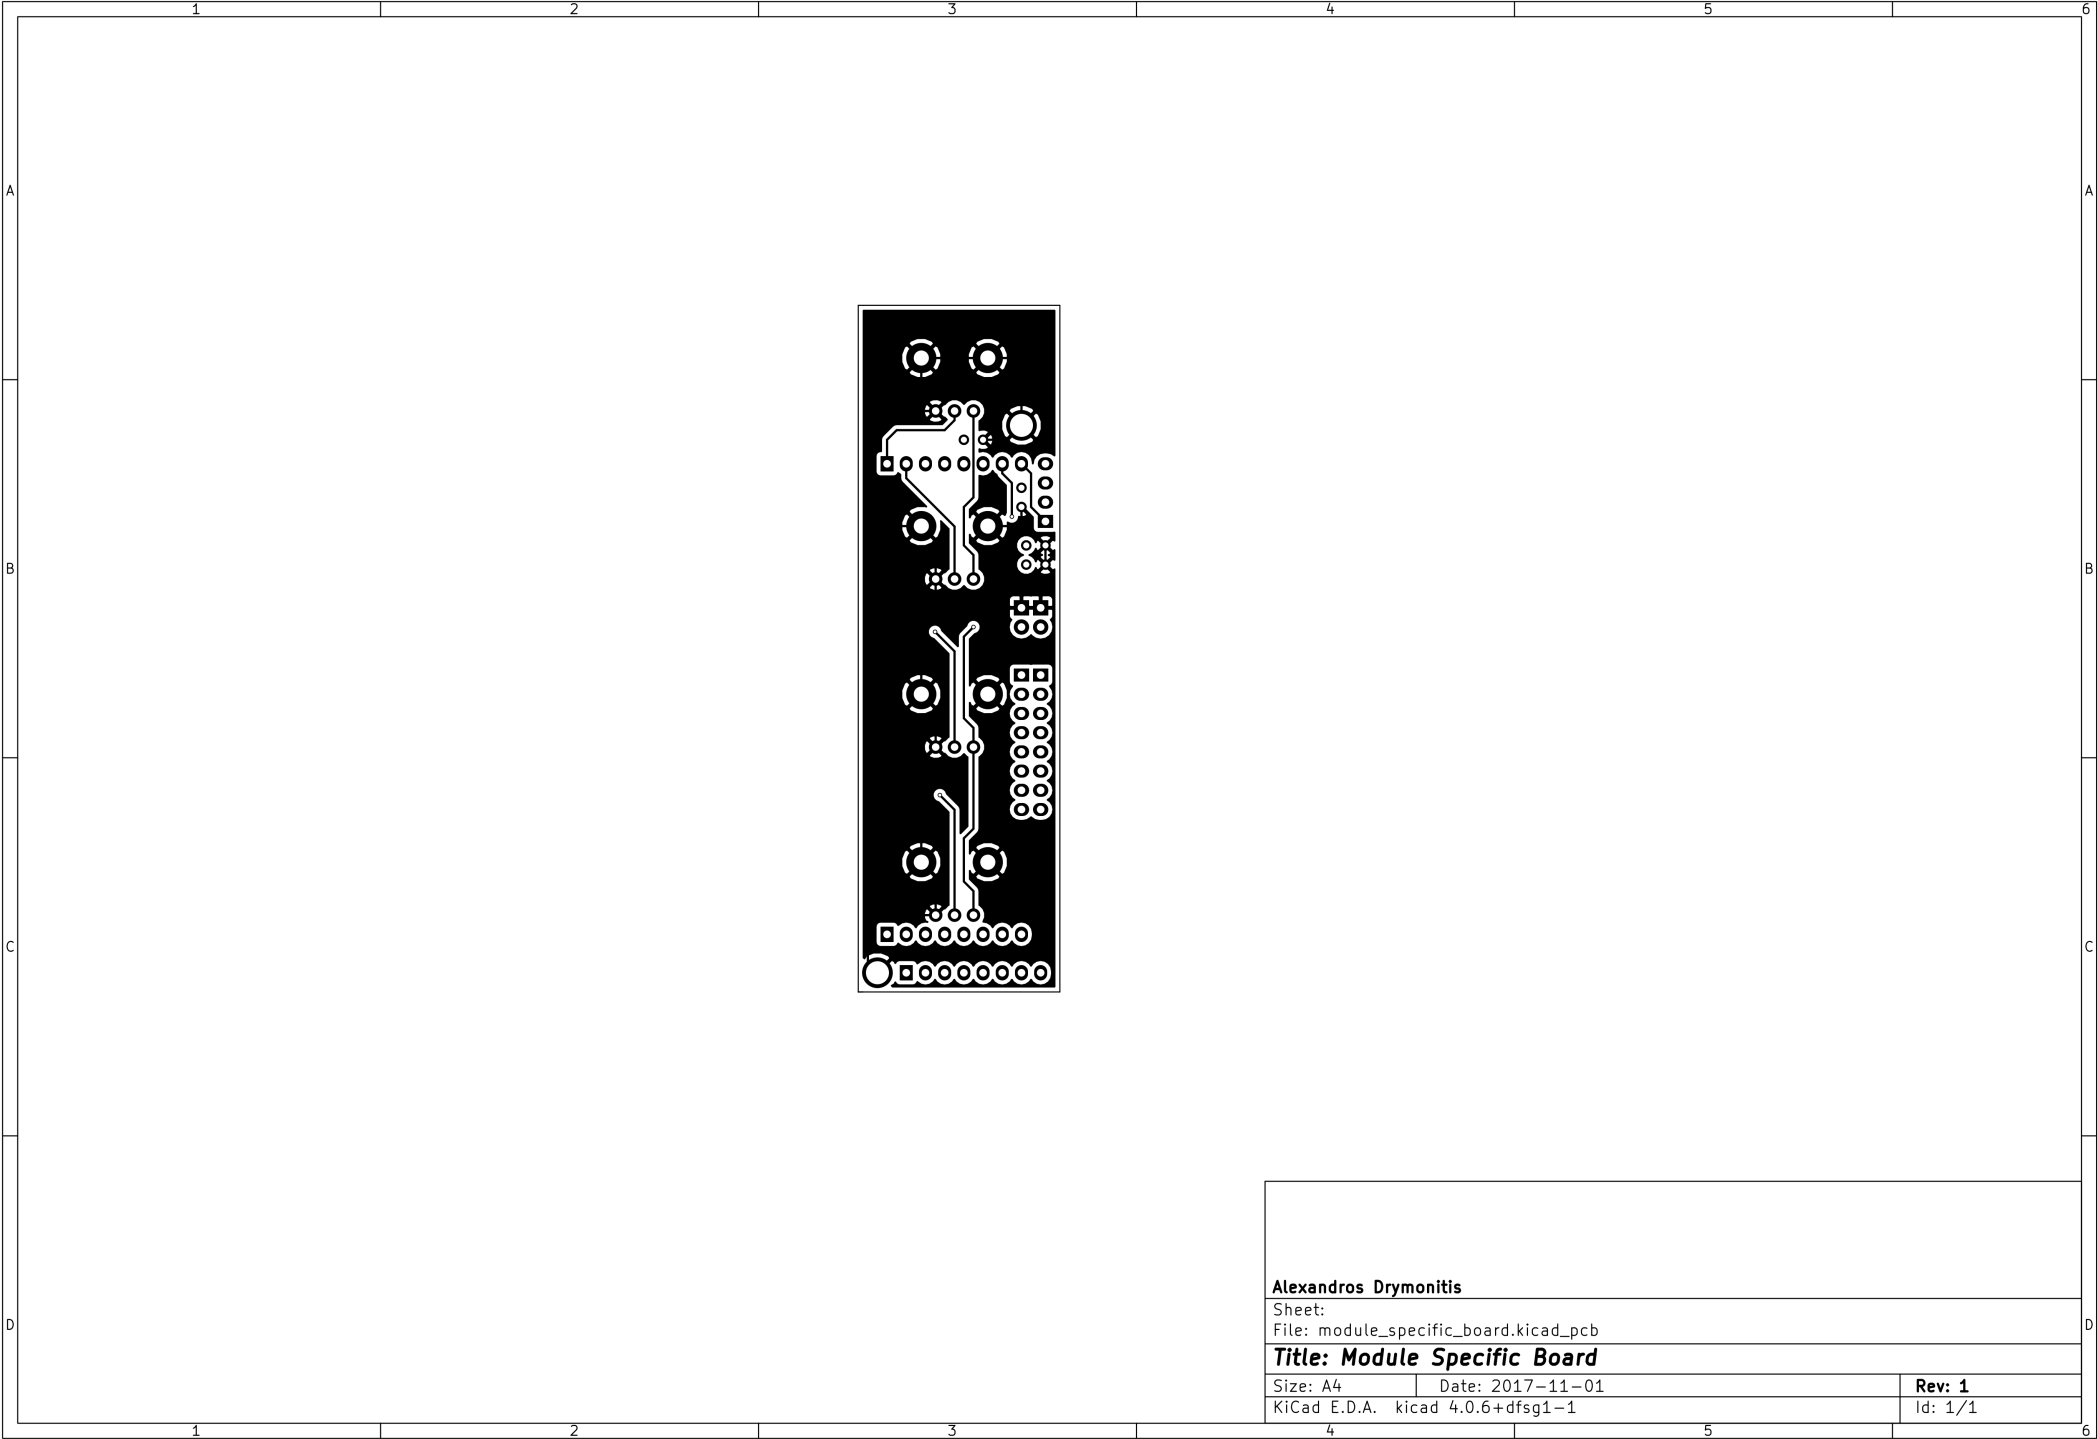 1 2 3 4 5 6
A A
B B
C C
Alexandros Drymonitis
Sheet:
File: module_specific_board.kicad_pcb
D D
Title: Module Specific Board
Size: A4 Date: 2017-11-01 Rev: 1
KiCad E.D.A. kicad 4.0.6+dfsg1-1 Id: 1/1
1 2 3 4 5 6